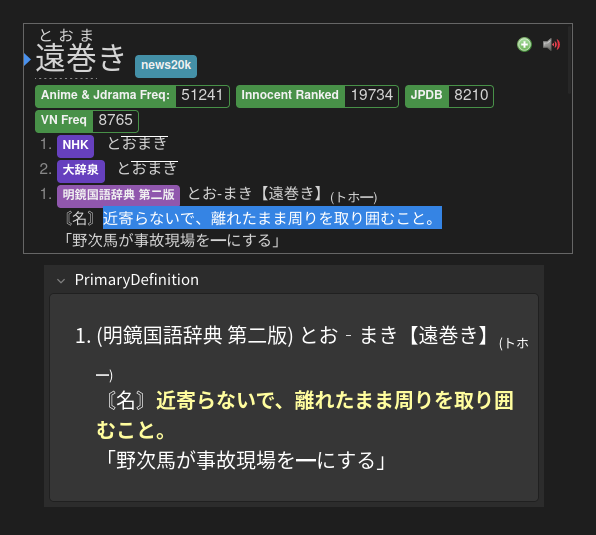 とおま
遠巻き news20k
Anime & Jdrama Freq: 51241 Innocent Ranked 19734 JPDB 8210
VN Freq 8765
1. NHK とおまき
2. 大辞泉 とおまき
1. 明鏡国語辞典 第二版 とお‐まき【遠巻き】(トホ━)
〘名〙近寄らないで、離れたまま周りを取り囲むこと。
「野次馬が事故現場を━にする」
PrimaryDefinition
1. (明鏡国語辞典 第二版) とお‐まき【遠巻き】(トホ
━)
〘名〙近寄らないで、離れたまま周りを取り囲
むこと。
「野次馬が事故現場を━にする」